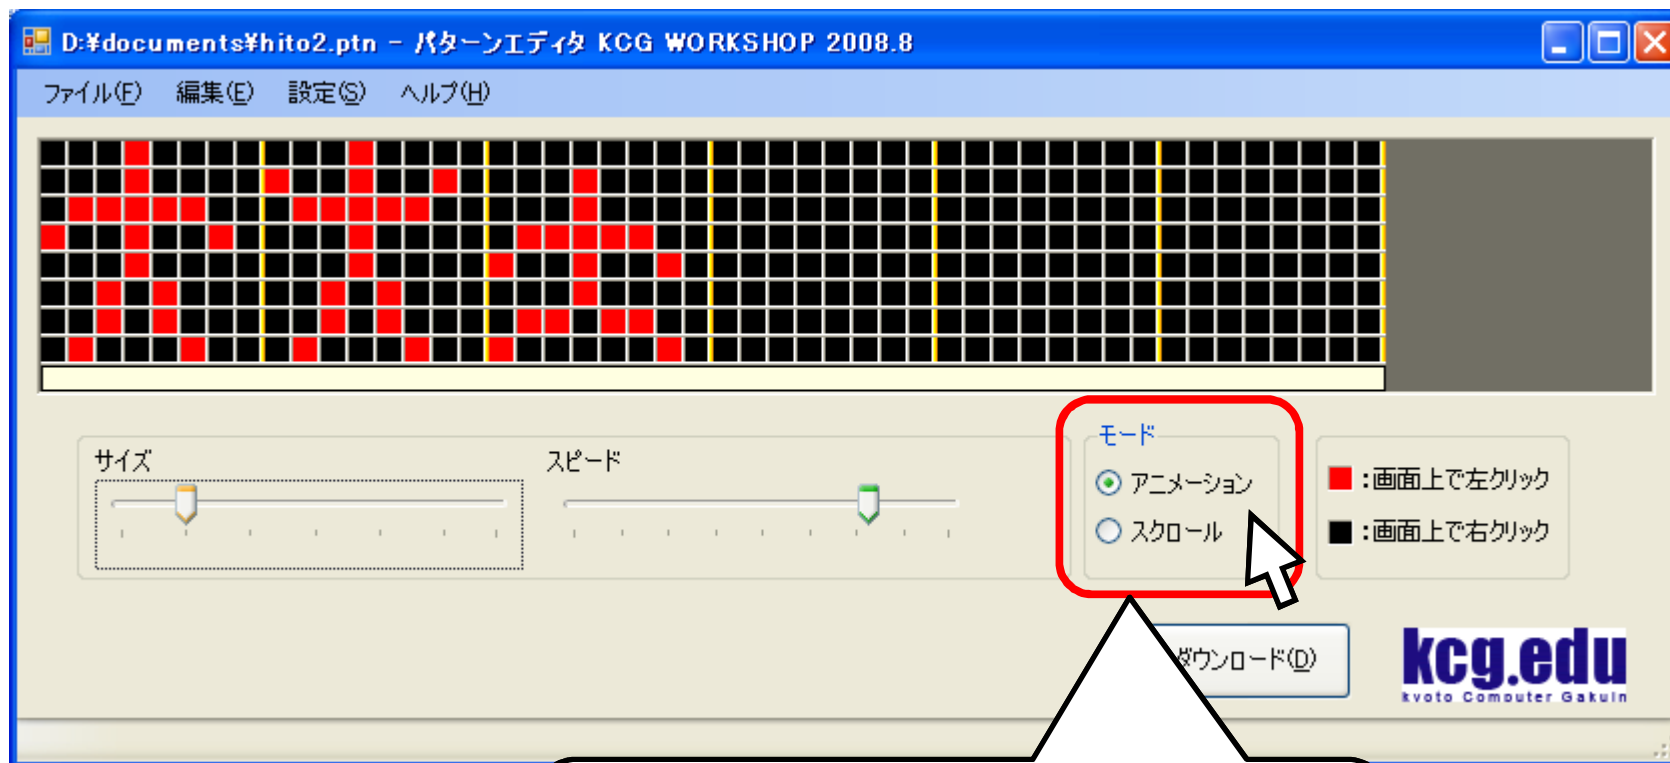 D:¥documents¥hito2.ptn - パターンエディタ KCG WORKSHOP 2008.8
ファイル(F) 編集(E) 設定(S) ヘルプ(H)
サイズ
スピード
モード
アニメーション
スクロール
:画面上で左クリック
:画面上で右クリック
ダウンロード(D)
kcg.edu
kyoto Computer Gakuin